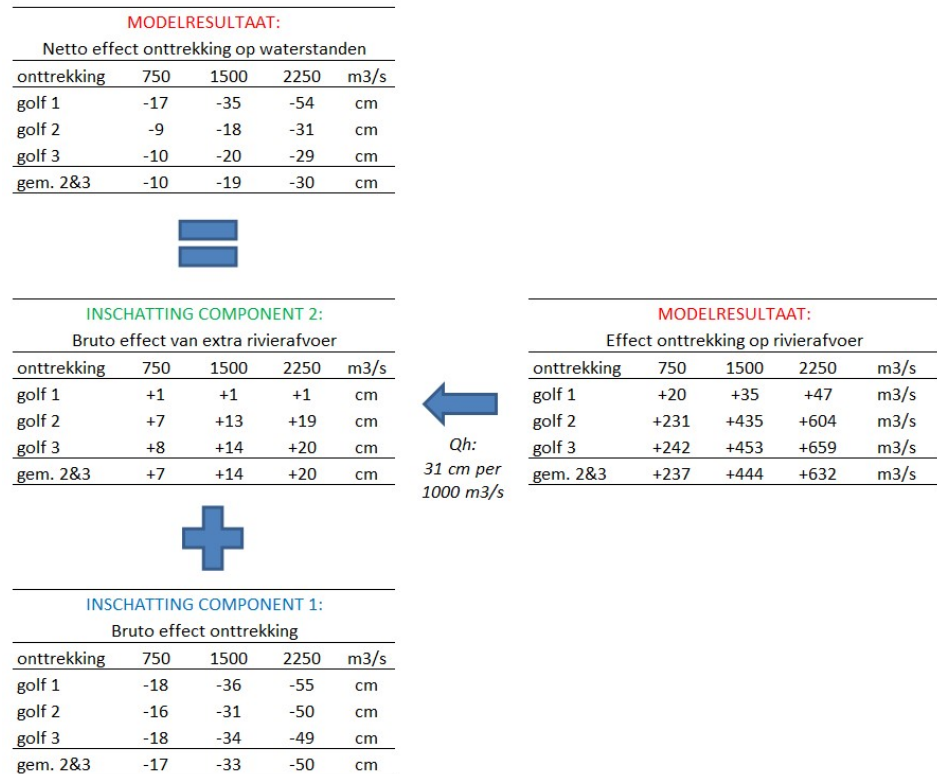 MODELRESULTAAT:
Netto effect onttrekking op waterstanden
onttrekking 750 1500 2250 m3/s
golf 1 -17 -35 -54 cm
golf 2 -9 -18 -31 cm
golf 3 -10 -20 -29 cm
gem. 2&3 -10 -19 -30 cm
INSCHATTING COMPONENT 2:
Bruto effect van extra rivierafvoer
onttrekking 750 1500 2250 m3/s
golf 1 +1 +1 +1 cm
golf 2 +7 +13 +19 cm
golf 3 +8 +14 +20 cm
gem. 2&3 +7 +14 +20 cm
Qh:
31 cm per
1000 m3/s
MODELRESULTAAT:
Effect onttrekking op rivierafvoer
onttrekking 750 1500 2250 m3/s
golf 1 +20 +35 +47 m3/s
golf 2 +231 +435 +604 m3/s
golf 3 +242 +453 +659 m3/s
gem. 2&3 +237 +444 +632 m3/s
INSCHATTING COMPONENT 1:
Bruto effect onttrekking
onttrekking 750 1500 2250 m3/s
golf 1 -18 -36 -55 cm
golf 2 -16 -31 -50 cm
golf 3 -18 -34 -49 cm
gem. 2&3 -17 -33 -50 cm